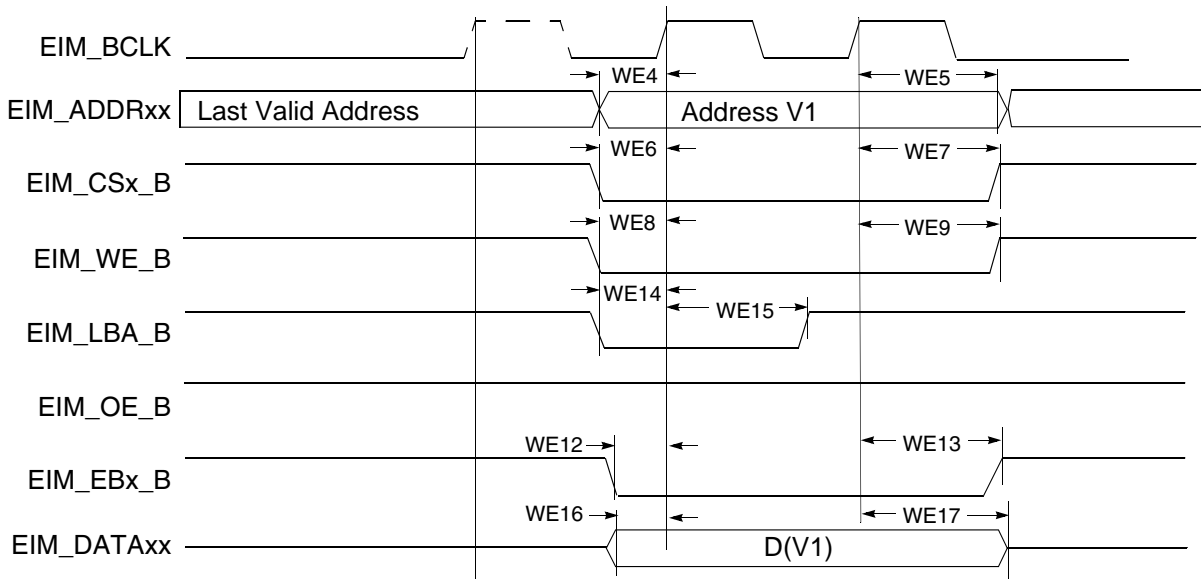 EIM_BCLK
WE4
WE5
EIM_ADDRxx
Last Valid Address
Address V1
WE6
WE7
EIM_CSx_B
WE8
WE9
EIM_WE_B
WE14
WE15
EIM_LBA_B
EIM_OE_B
WE12
WE13
EIM_EBx_B
WE16
WE17
EIM_DATAxx
D(V1)